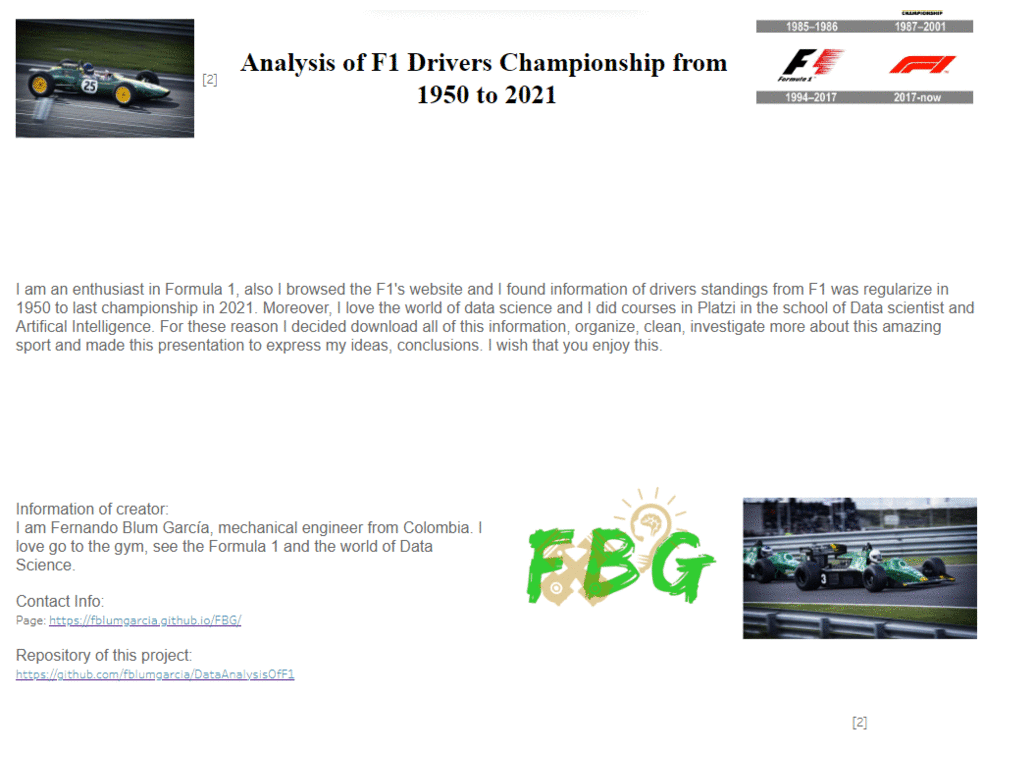 CHAMPIONSHIP
1985–1986 1987–2001
Analysis of F1 Drivers Championship from
1950 to 2021
[2]
25
F1
Formula 1
F1
1994–2017 2017-now
I am an enthusiast in Formula 1, also I browsed the F1's website and I found information of drivers standings from F1 was regularize in
1950 to last championship in 2021. Moreover, I love the world of data science and I did courses in Platzi in the school of Data scientist and
Artifical Intelligence. For these reason I decided download all of this information, organize, clean, investigate more about this amazing
sport and made this presentation to express my ideas, conclusions. I wish that you enjoy this.
Information of creator:
I am Fernando Blum García, mechanical engineer from Colombia. I
love go to the gym, see the Formula 1 and the world of Data
Science.
FBG
3
Contact Info:
Page: https://fblumgarcia.github.io/FBG/
Repository of this project:
https://github.com/fblumgarcia/DataAnalysisOfF1
[2]